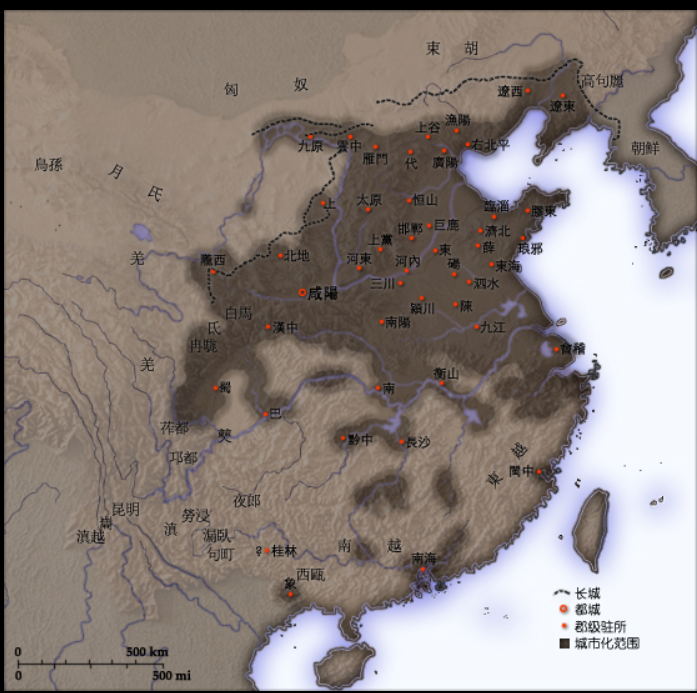 東胡
匈奴
高句麗
遼西
遼東
漁陽
上谷
右北平
九原
雲中
雁門
代
廣陽
朝鮮
烏孫
月氏
上
太原
恒山
臨淄
膠東
邯鄲
巨鹿
濟北
琅邪
上黨
東
薛
羌
隴西
北地
河東
河內
碭
東海
三川
泗水
咸陽
潁川
陳
白馬
氐
漢中
南陽
九江
冉駹
會稽
羌
衡山
蜀
南
巴
莋都
僰
黔中
長沙
邛都
東越
閩中
夜郎
昆明
勞浸
滇
滇越
漏臥
句町
南越
桂林
南海
西甌
象
长城
都城
郡级驻所
城市化范围
0 500 km
0 500 mi